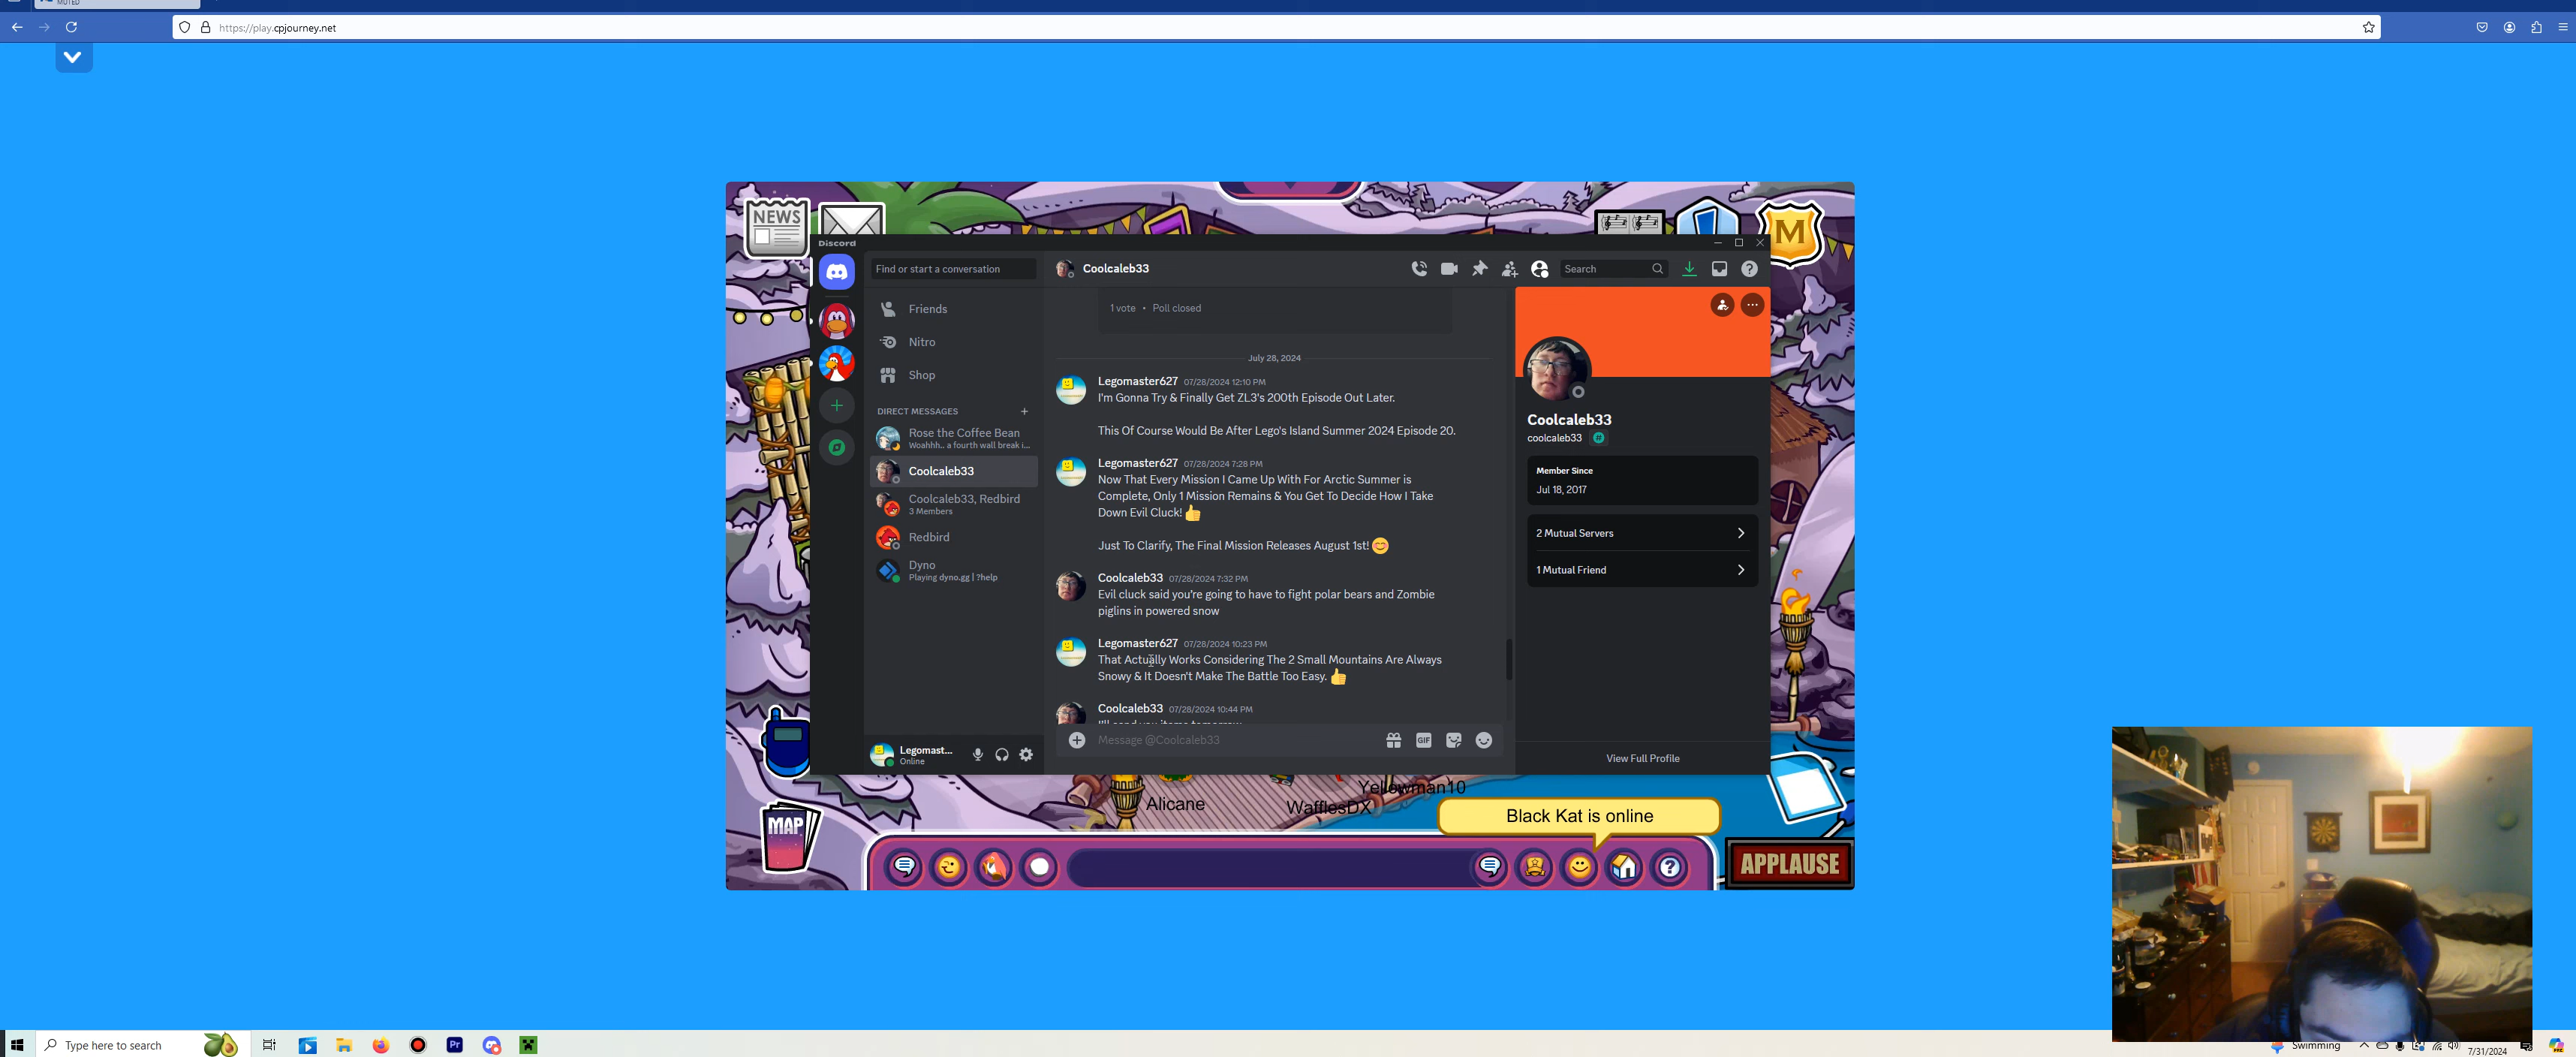 MUTED
https://play.cpjourney.net
NEWS
M
Discord
Find or start a conversation
Coolcaleb33
Search
Friends
Nitro
Shop
DIRECT MESSAGES
Rose the Coffee Bean
Woahhh.. a fourth wall break i...
Coolcaleb33
Coolcaleb33, Redbird
3 Members
Redbird
Dyno
Playing dyno.gg | ?help
Legomast...
Online
1 vote • Poll closed
July 28, 2024
Legomaster627 07/28/2024 12:10 PM
I'm Gonna Try & Finally Get ZL3's 200th Episode Out Later.
This Of Course Would Be After Lego's Island Summer 2024 Episode 20.
Legomaster627 07/28/2024 7:28 PM
Now That Every Mission I Came Up With For Arctic Summer is
Complete, Only 1 Mission Remains & You Get To Decide How I Take
Down Evil Cluck! 👍
Just To Clarify, The Final Mission Releases August 1st! 😊
Coolcaleb33 07/28/2024 7:32 PM
Evil cluck said you're going to have to fight polar bears and Zombie
piglins in powered snow
Legomaster627 07/28/2024 10:23 PM
That Actually Works Considering The 2 Small Mountains Are Always
Snowy & It Doesn't Make The Battle Too Easy. 👍
Coolcaleb33 07/28/2024 10:44 PM
I'll send you items tomorrow
Message @Coolcaleb33
GIF
Coolcaleb33
coolcaleb33 #
Member Since
Jul 18, 2017
2 Mutual Servers
1 Mutual Friend
View Full Profile
Alicane
WafflesDX
Yellowman10
Black Kat is online
MAP
APPLAUSE
Type here to search
Pr
Swimming
7/31/2024